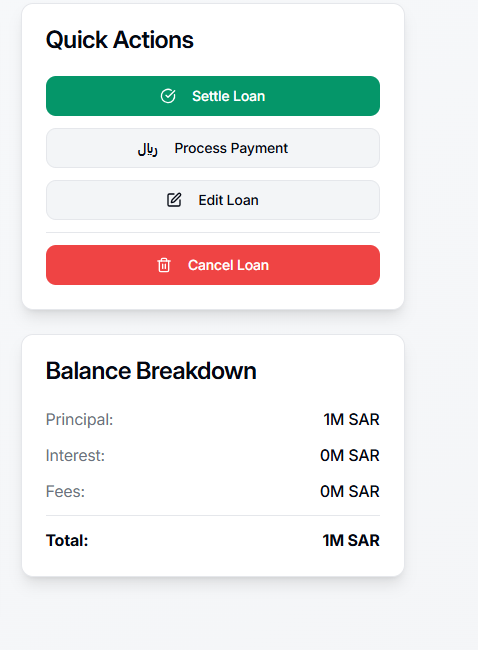 Quick Actions
Settle Loan
ریال Process Payment
Edit Loan
Cancel Loan
Balance Breakdown
Principal: 1M SAR
Interest: 0M SAR
Fees: 0M SAR
Total: 1M SAR